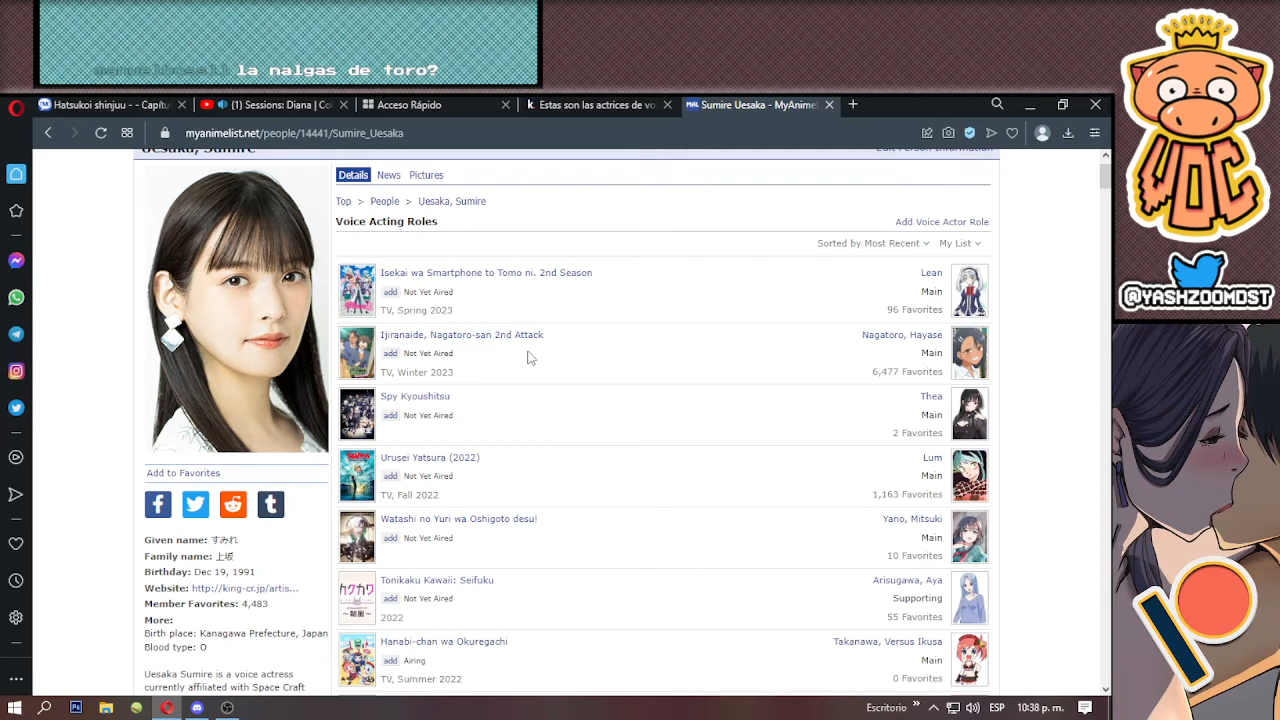 manuelboss11 la nalgas de toro?
Hatsukoi shinjuu - - Capítu
(1) Sessions: Diana | Col
Acceso Rápido
k. Estas son las actrices de vo
MAL Sumire Uesaka - MyAnimel
myanimelist.net/people/14441/Sumire_Uesaka
Uesaka, Sumire
Edit Person Information
Details News Pictures
Top > People > Uesaka, Sumire
Voice Acting Roles
Add Voice Actor Role
Sorted by Most Recent My List
Isekai wa Smartphone to Tomo ni. 2nd Season
Lean
add Not Yet Aired
Main
TV, Spring 2023
96 Favorites
Ijiranaide, Nagatoro-san 2nd Attack
Nagatoro, Hayase
add Not Yet Aired
Main
TV, Winter 2023
6,477 Favorites
Spy Kyoushitsu
Thea
add Not Yet Aired
Main
2 Favorites
Urusei Yatsura (2022)
Lum
add Not Yet Aired
Main
TV, Fall 2022
1,163 Favorites
Watashi no Yuri wa Oshigoto desu!
Yano, Mitsuki
add Not Yet Aired
Main
10 Favorites
Tonikaku Kawaii: Seifuku
Arisugawa, Aya
add Not Yet Aired
Supporting
2022
55 Favorites
Hanabi-chan wa Okuregachi
Takanawa, Versus Ikusa
add Airing
Main
TV, Summer 2022
0 Favorites
Add to Favorites
Given name: すみれ
Family name: 上坂
Birthday: Dec 19, 1991
Website: http://king-cr.jp/artis...
Member Favorites: 4,483
More:
Birth place: Kanagawa Prefecture, Japan
Blood type: O
Uesaka Sumire is a voice actress
currently affiliated with Space Craft
VOC
@YASHZOOMDST
Escritorio
ESP
10:38 p. m.